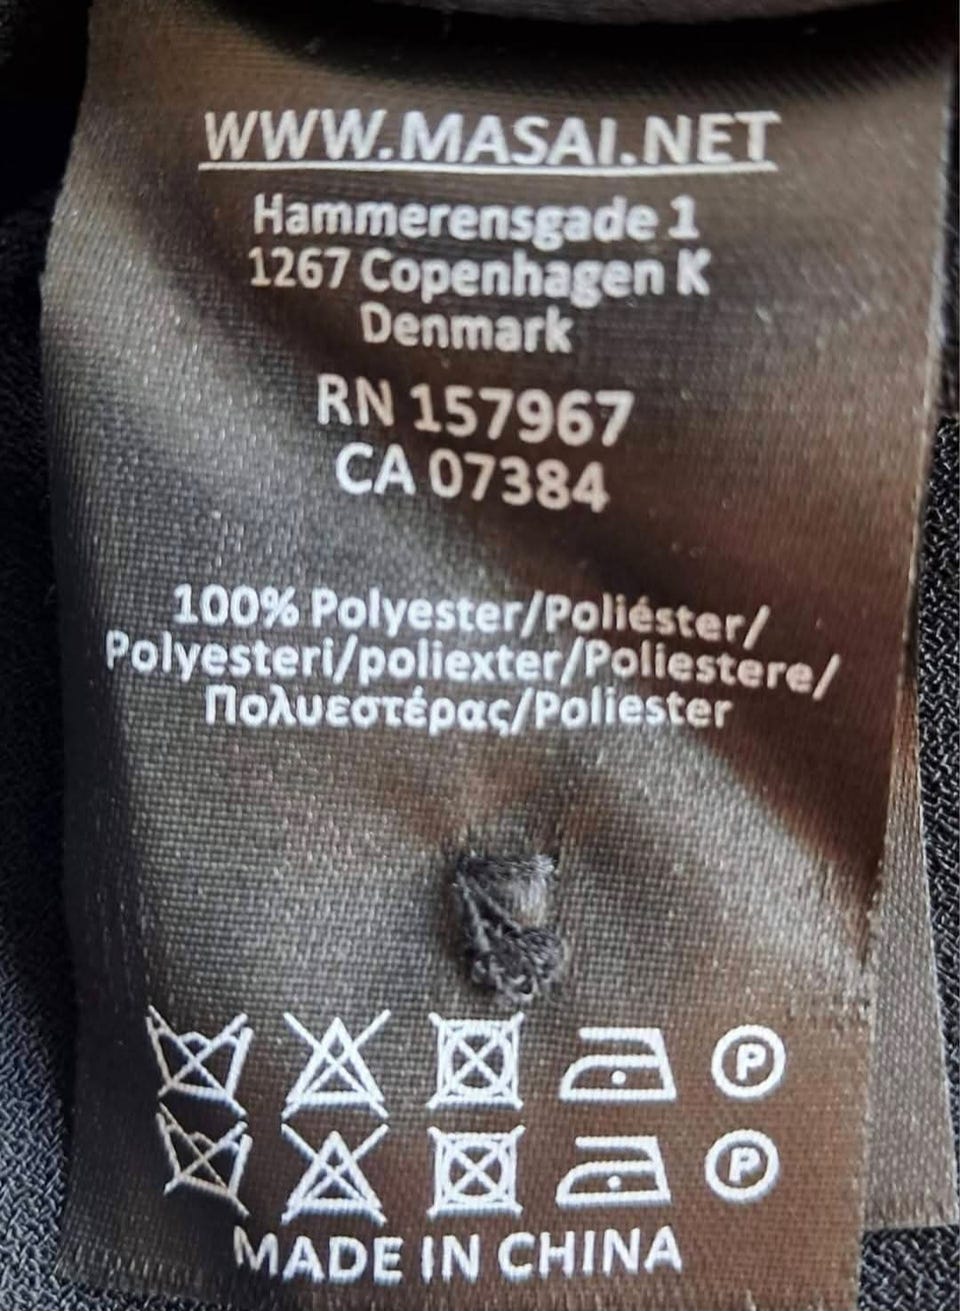 WWW.MASAI.NET
Hammerensgade 1
1267 Copenhagen K
Denmark
RN 157967
CA 07384
100% Polyester/Poliéster/
Polyesteri/poliexter/Poliestere/
Πολυεστέρας/Poliester
P
P
MADE IN CHINA